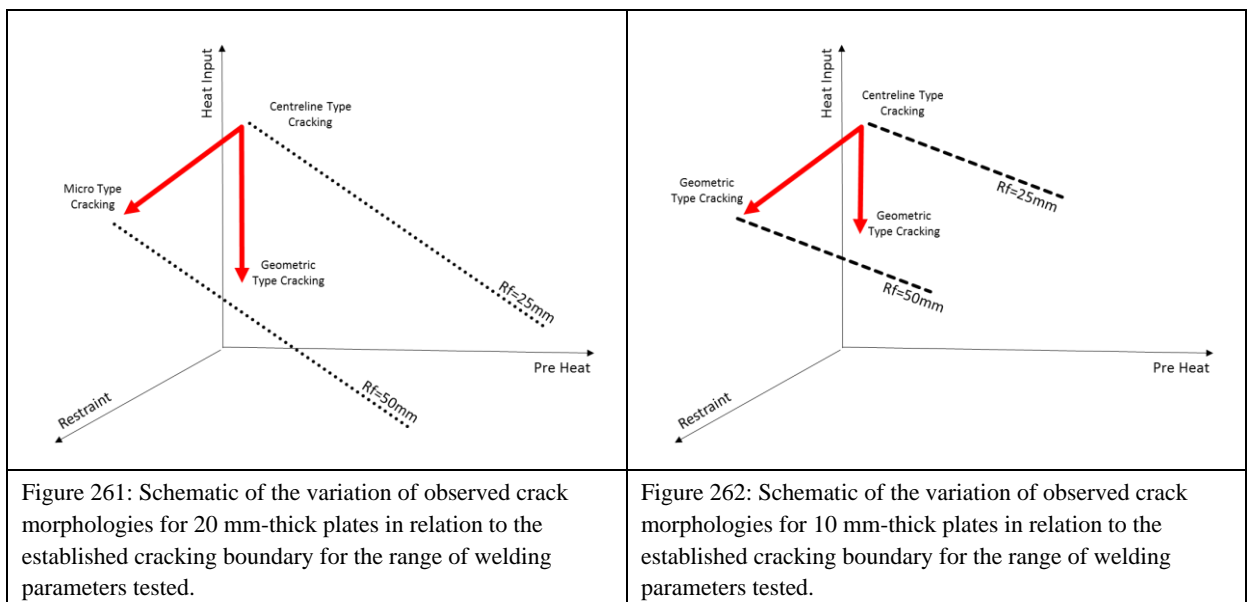 Heat Input
Centreline Type
Cracking
Micro Type
Cracking
Geometric
Type Cracking
Rf=25mm
Rf=50mm
Pre Heat
Restraint
Heat Input
Centreline Type
Cracking
Geometric
Type Cracking
Geometric
Type Cracking
Rf=25mm
Rf=50mm
Pre Heat
Restraint
Figure 261: Schematic of the variation of observed crack
morphologies for 20 mm-thick plates in relation to the
established cracking boundary for the range of welding
parameters tested.
Figure 262: Schematic of the variation of observed crack
morphologies for 10 mm-thick plates in relation to the
established cracking boundary for the range of welding
parameters tested.